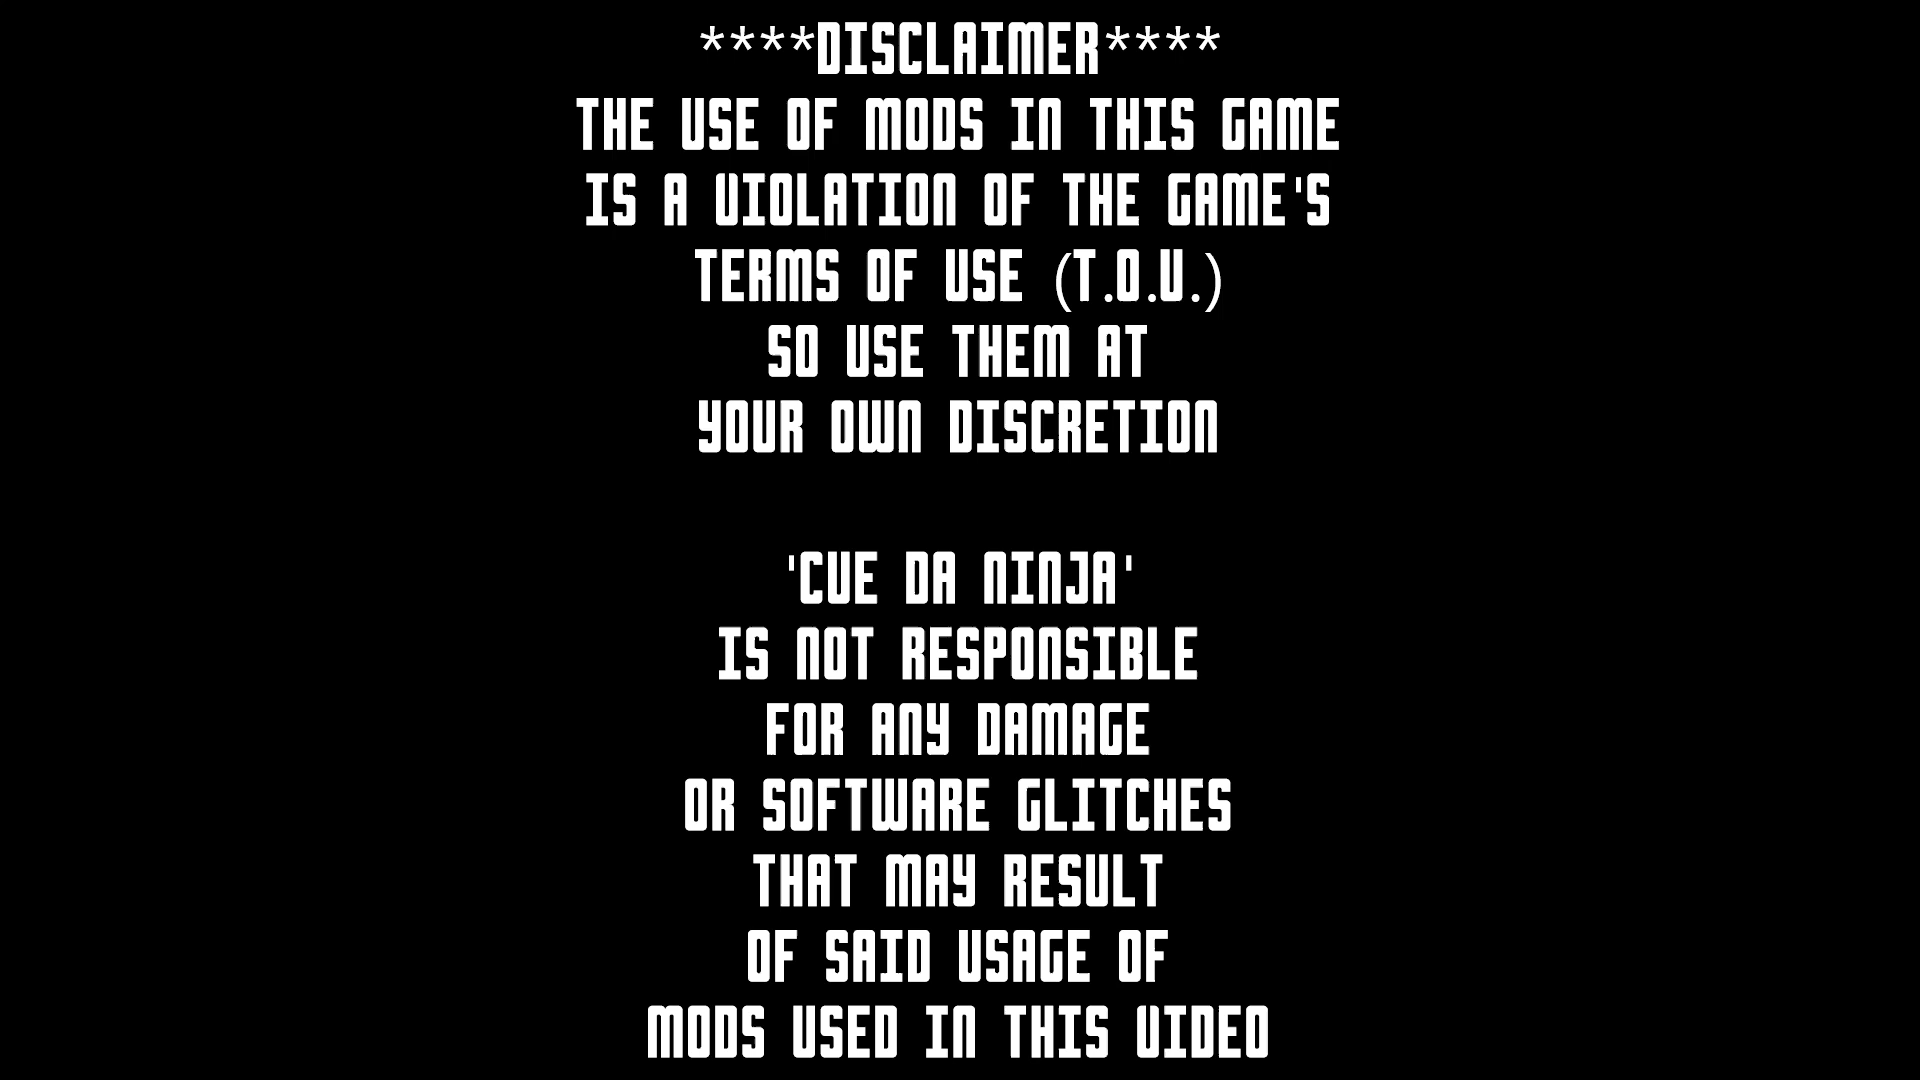 ****DISCLAIMER****
THE USE OF MODS IN THIS GAME
IS A VIOLATION OF THE GAME'S
TERMS OF USE (T.O.U.)
SO USE THEM AT
YOUR OWN DISCRETION
'CUE DA NINJA'
IS NOT RESPONSIBLE
FOR ANY DAMAGE
OR SOFTWARE GLITCHES
THAT MAY RESULT
OF SAID USAGE OF
MODS USED IN THIS VIDEO